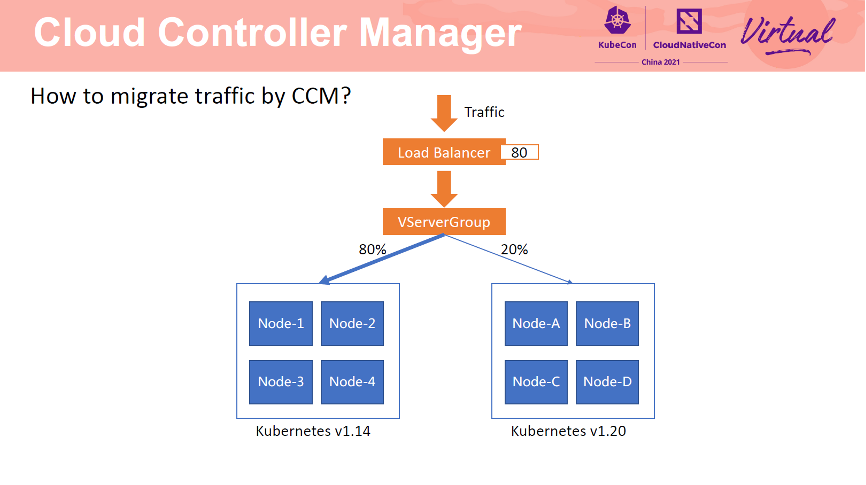 Cloud Controller Manager
KubeCon
CloudNativeCon
China 2021
Virtual
How to migrate traffic by CCM?
Traffic
Load Balancer
80
VServerGroup
80%
20%
Node-1
Node-2
Node-A
Node-B
Node-3
Node-4
Node-C
Node-D
Kubernetes v1.14
Kubernetes v1.20